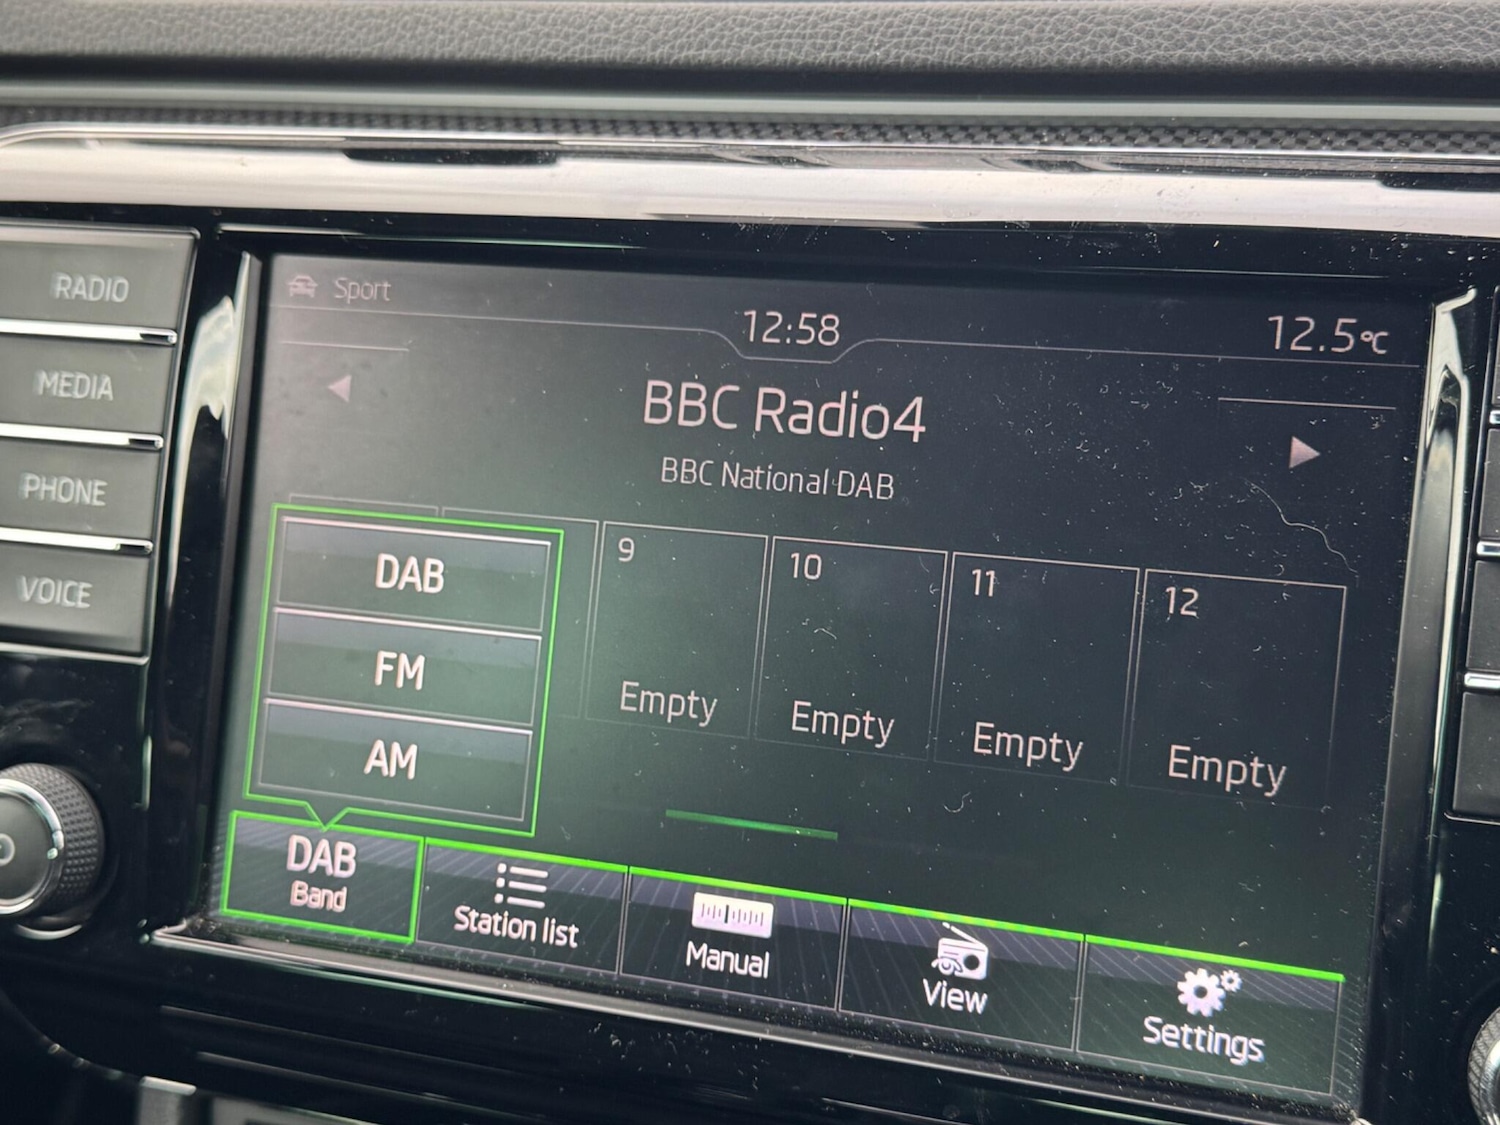 RADIO
MEDIA
PHONE
VOICE
Sport
12:58
12.5°C
BBC Radio4
BBC National DAB
DAB
FM
AM
9
Empty
10
Empty
11
Empty
12
Empty
DAB
Band
Station list
Manual
View
Settings